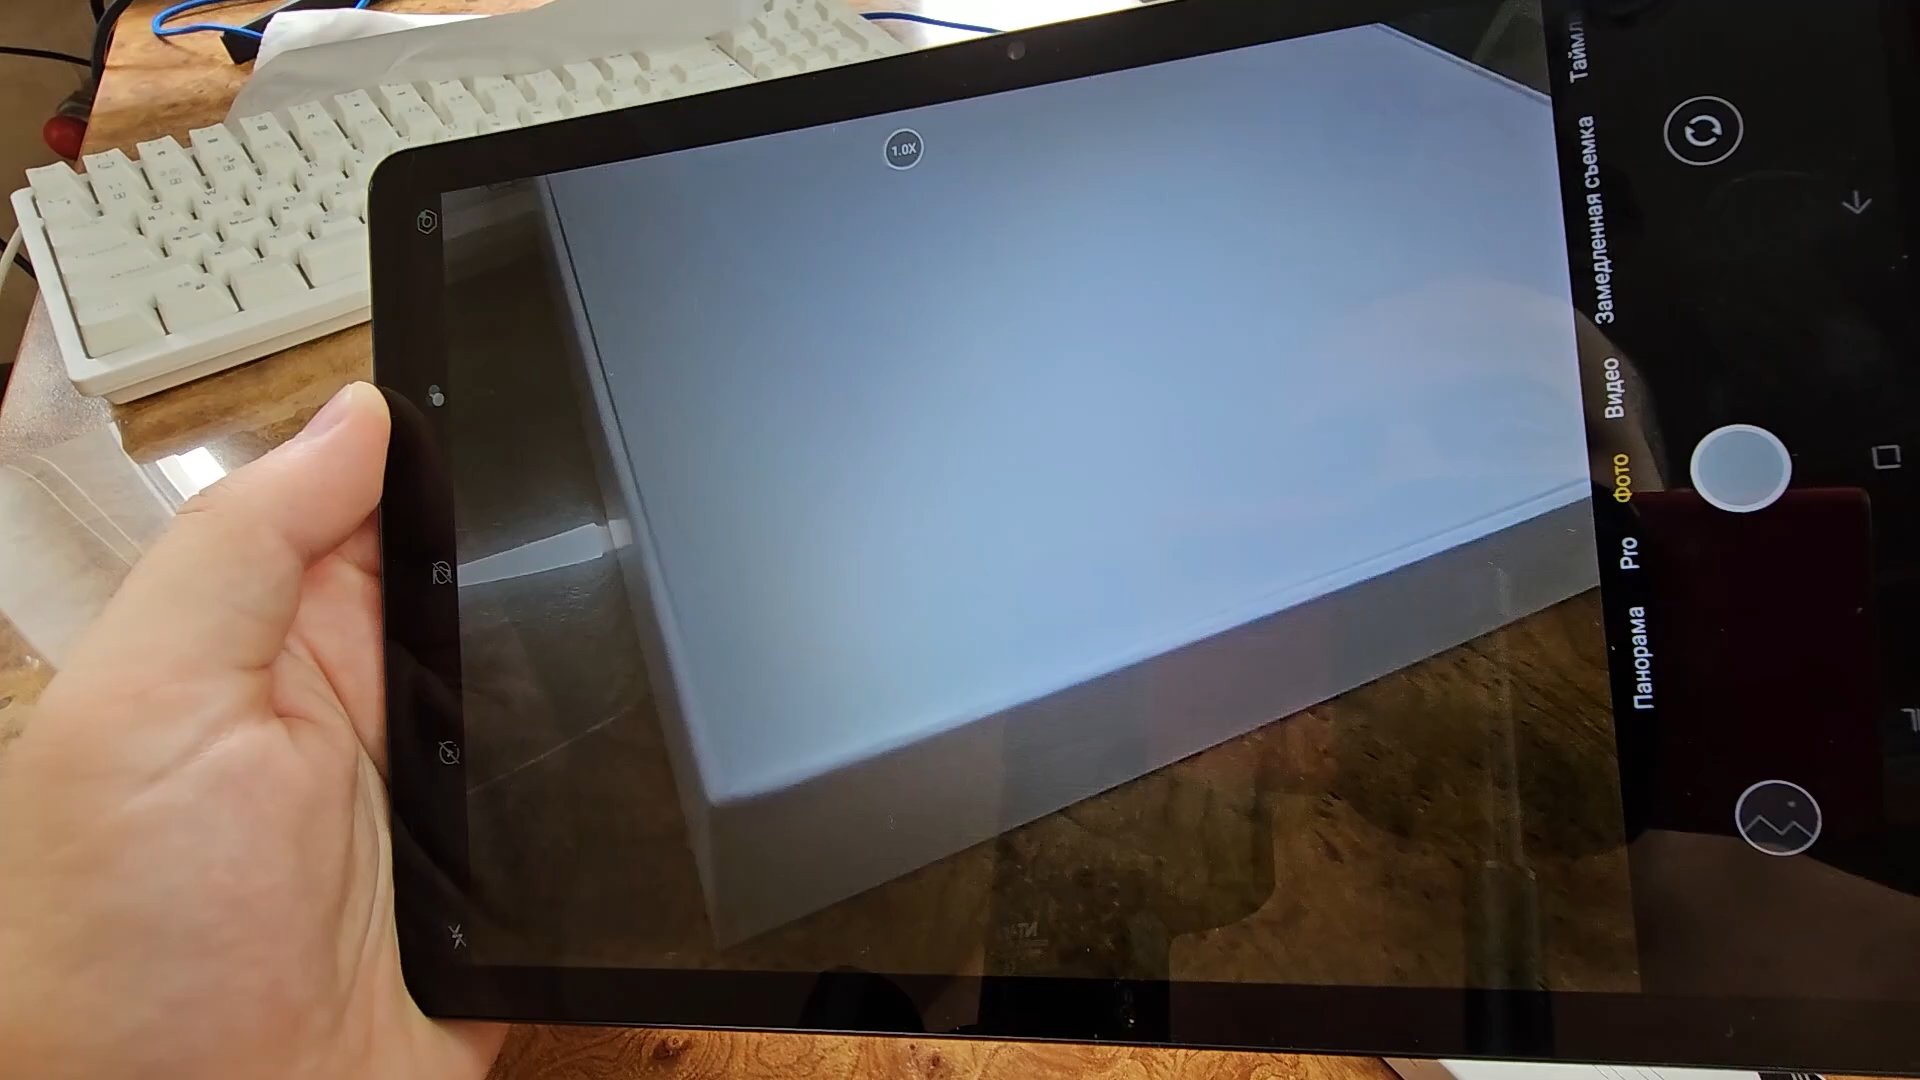 1.0X
Панорама
Pro
Фото
Видео
Замедленная съемка
Таймл